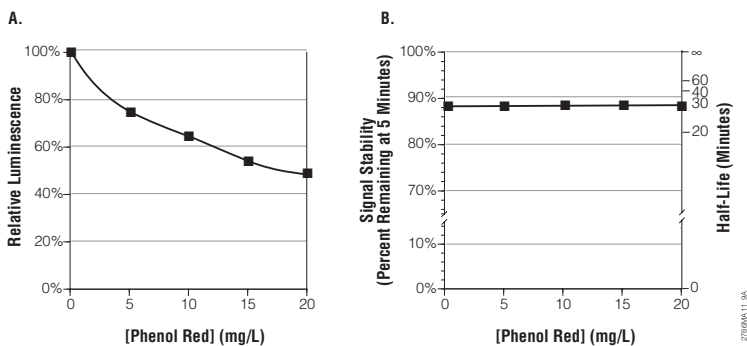 A.
100%
80%
60%
40%
20%
0%
Relative Luminescence
0 5 10 15 20
[Phenol Red] (mg/L)
B.
100%
90%
80%
70%
10%
0%
Signal Stability
(Percent Remaining at 5 Minutes)
∞
60
40
30
20
0
Half-Life (Minutes)
0 5 10 15 20
[Phenol Red] (mg/L)
2786MA11 9A